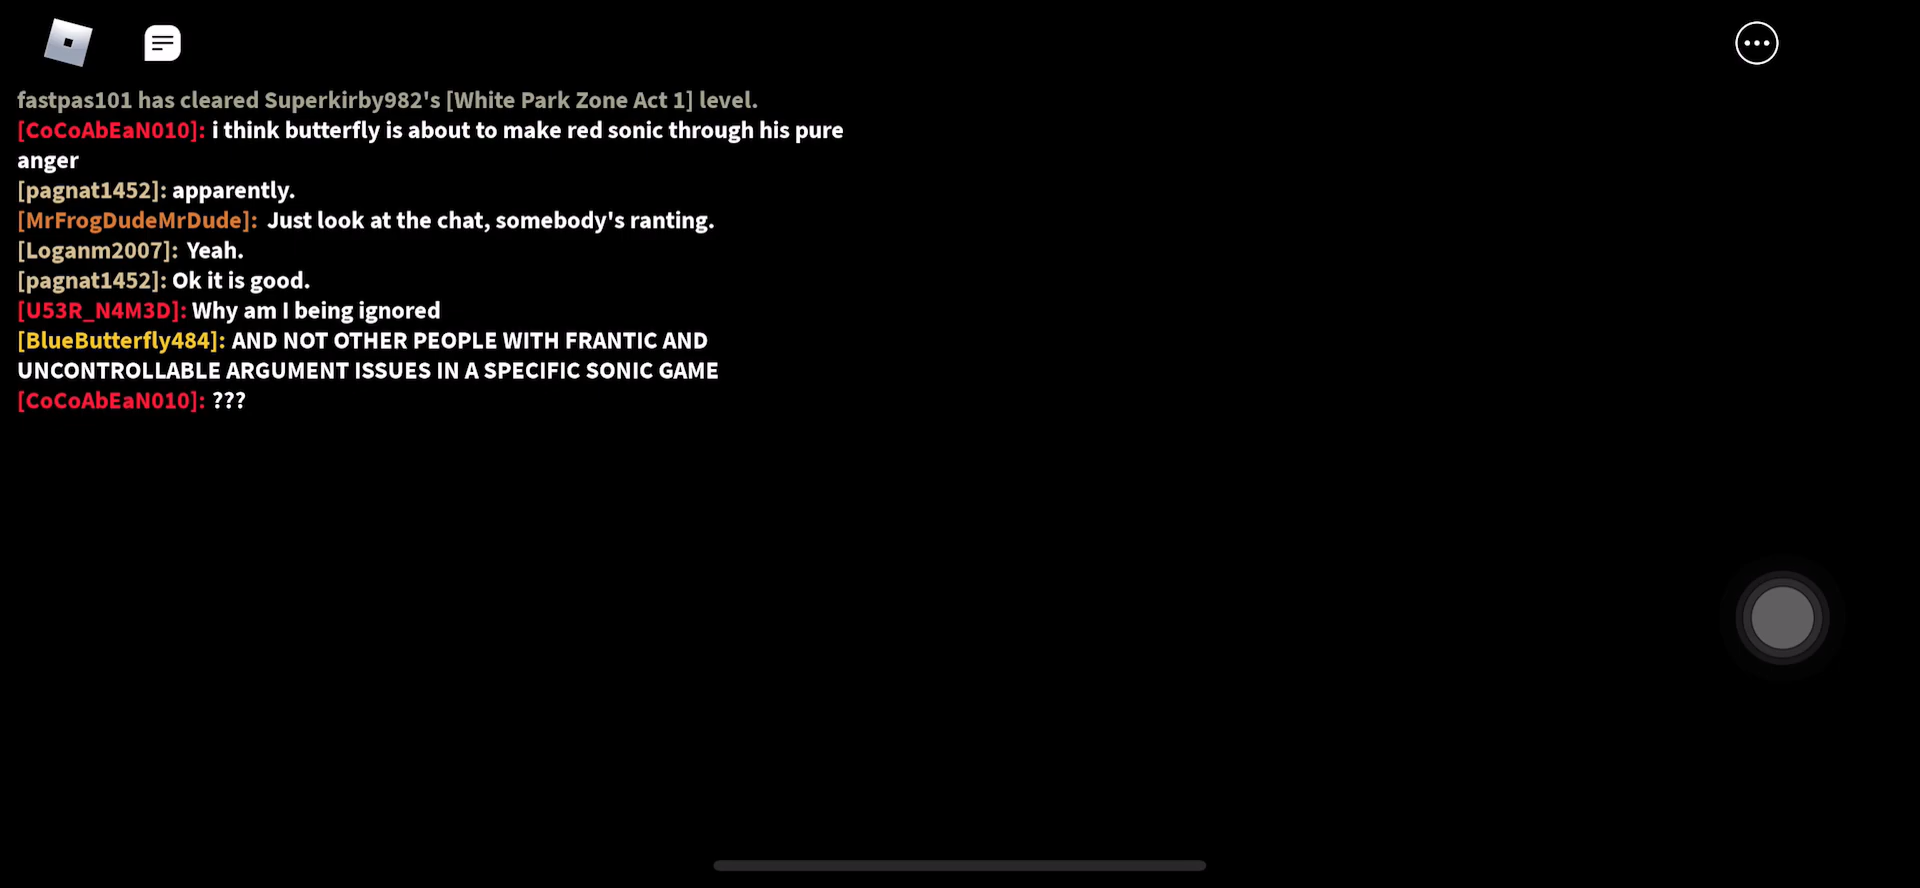 fastpas101 has cleared Superkirby982's [White Park Zone Act 1] level.
[CoCoAbEaN010]: i think butterfly is about to make red sonic through his pure
anger
[pagnat1452]: apparently.
[MrFrogDudeMrDude]: Just look at the chat, somebody's ranting.
[Loganm2007]: Yeah.
[pagnat1452]: Ok it is good.
[U53R_N4M3D]: Why am I being ignored
[BlueButterfly484]: AND NOT OTHER PEOPLE WITH FRANTIC AND
UNCONTROLLABLE ARGUMENT ISSUES IN A SPECIFIC SONIC GAME
[CoCoAbEaN010]: ???